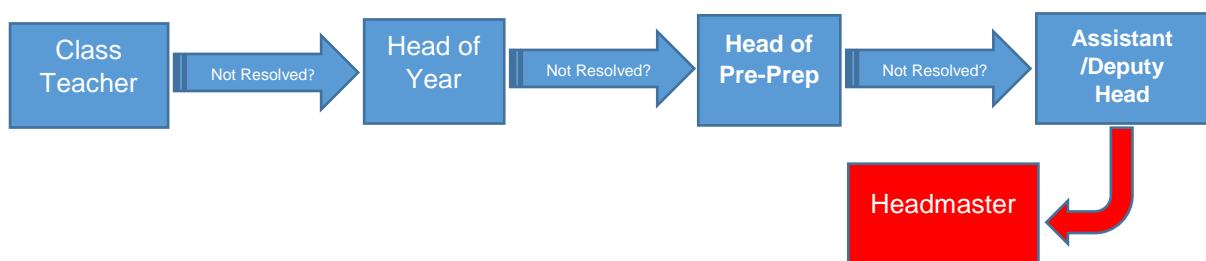 Class
Teacher
Not Resolved?
Head of
Year
Not Resolved?
Head of
Pre-Prep
Not Resolved?
Assistant
/Deputy
Head
Headmaster